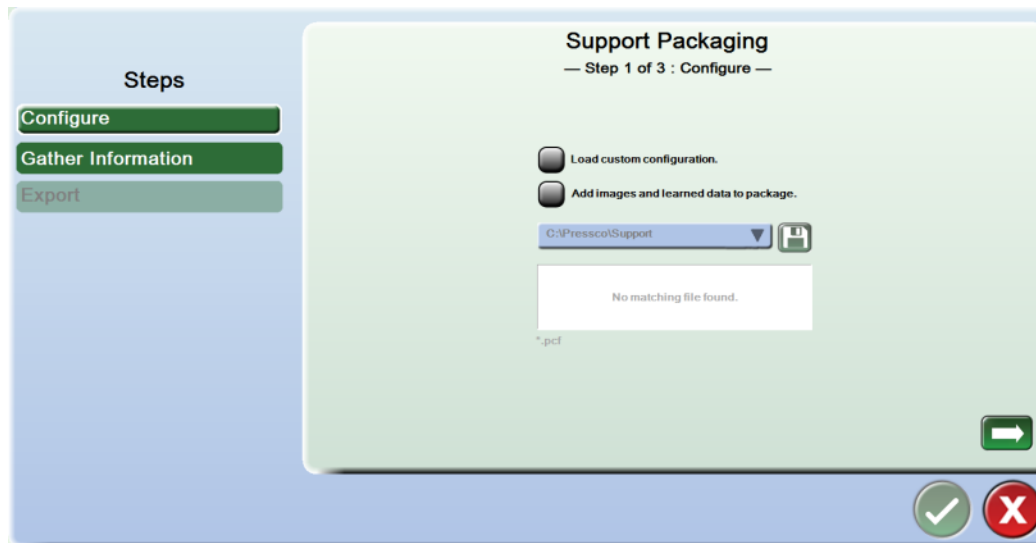 Steps
Configure
Gather Information
Export
Support Packaging
— Step 1 of 3 : Configure —
Load custom configuration.
Add images and learned data to package.
C:\Pressco\Support
No matching file found.
*.pcf
X